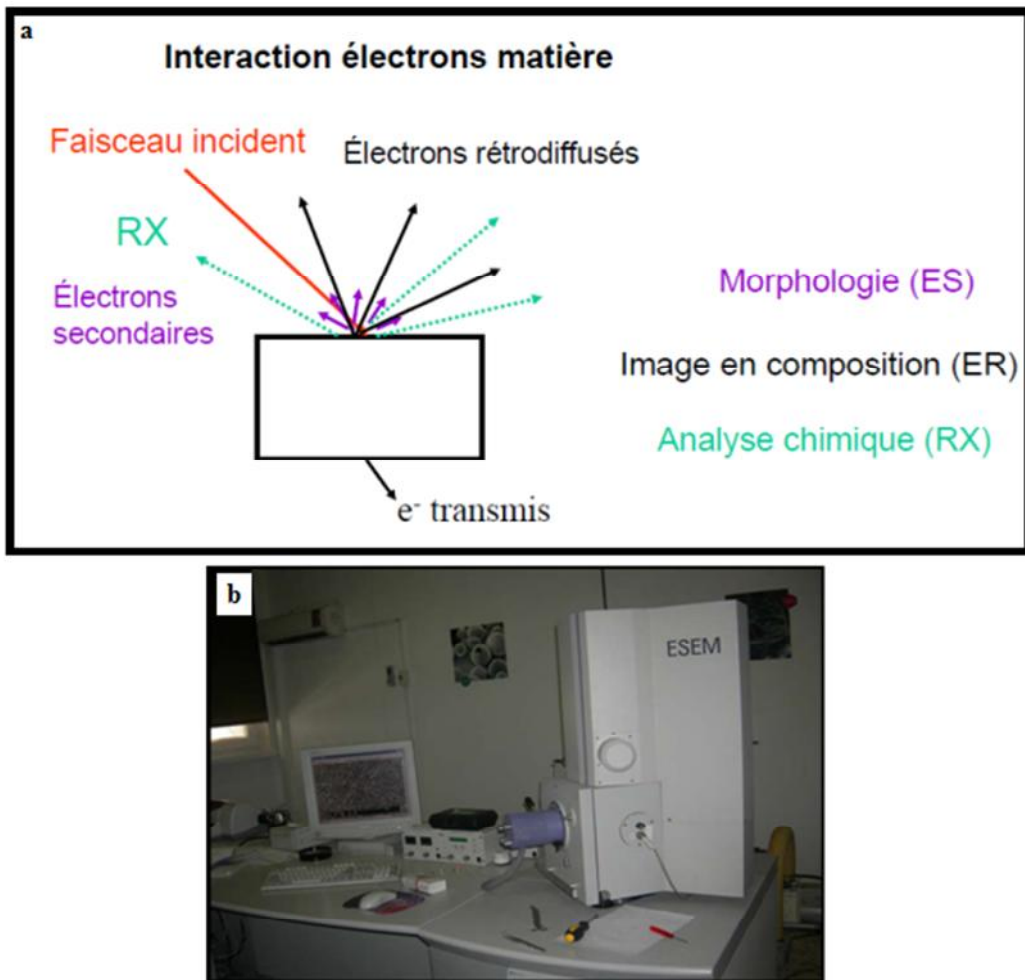 a
Interaction électrons matière
Faisceau incident
Électrons rétrodiffusés
RX
Électrons
secondaires
Morphologie (ES)
Image en composition (ER)
Analyse chimique (RX)
e- transmis
b
ESEM